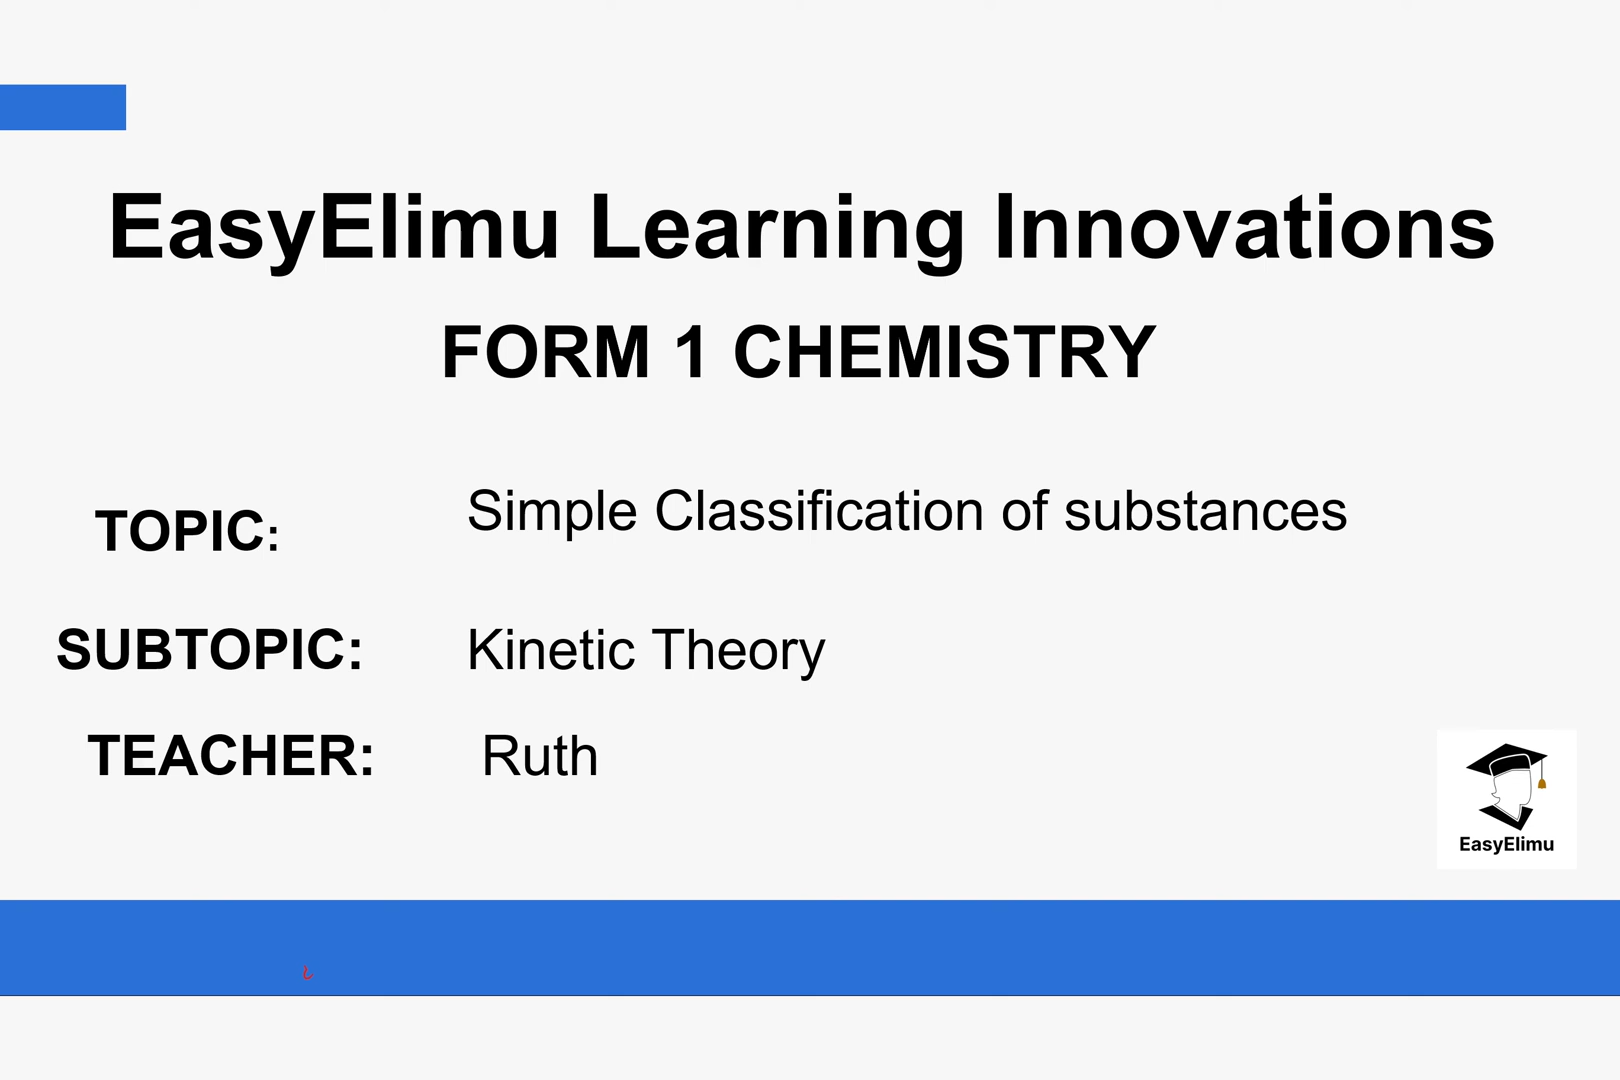 EasyElimu Learning Innovations
FORM 1 CHEMISTRY
TOPIC: Simple Classification of substances
SUBTOPIC: Kinetic Theory
TEACHER: Ruth
EasyElimu